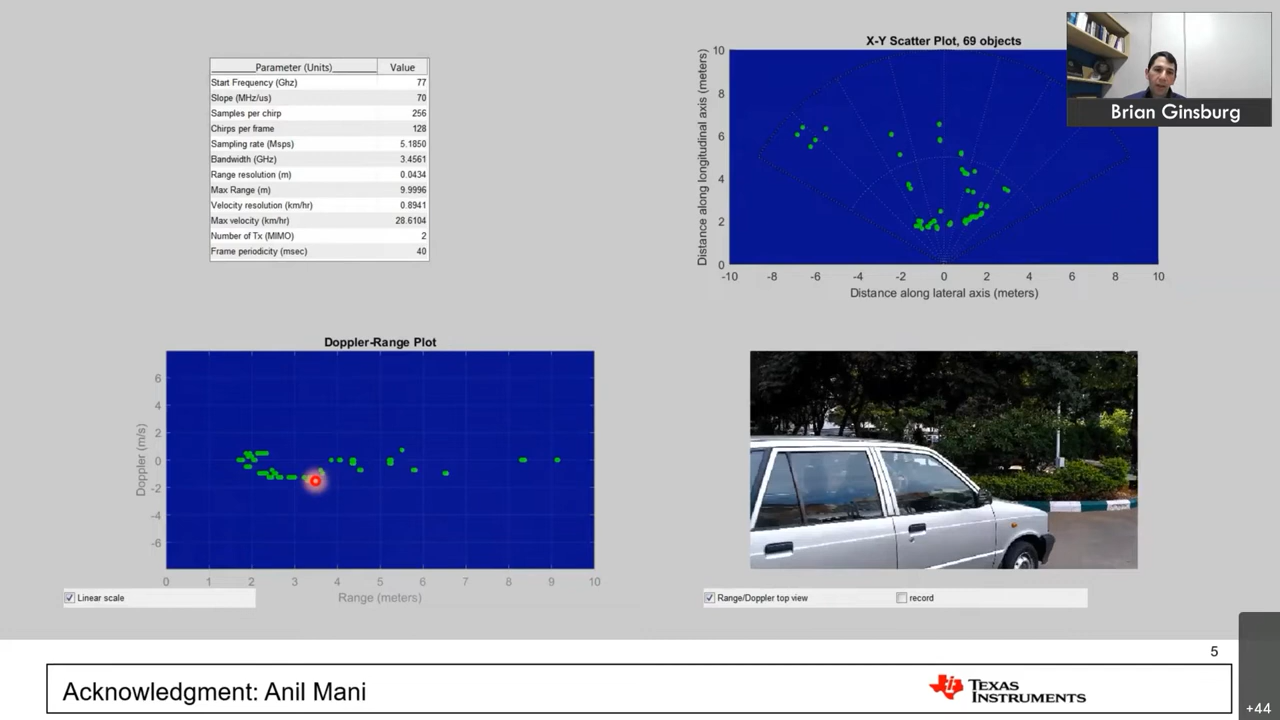 Parameter (Units) Value
Start Frequency (Ghz) 77
Slope (MHz/us) 70
Samples per chirp 256
Chirps per frame 128
Sampling rate (Msps) 5.1850
Bandwidth (GHz) 3.4561
Range resolution (m) 0.0434
Max Range (m) 9.9996
Velocity resolution (km/hr) 0.8941
Max velocity (km/hr) 28.6104
Number of Tx (MIMO) 2
Frame periodicity (msec) 40
X-Y Scatter Plot, 69 objects
Distance along longitudinal axis (meters)
10
8
6
4
2
0
-10 -8 -6 -4 -2 0 2 4 6 8 10
Distance along lateral axis (meters)
Brian Ginsburg
Doppler-Range Plot
Doppler (m/s)
6
4
2
0
-2
-4
-6
0 1 2 3 4 5 6 7 8 9 10
Range (meters)
Linear scale
Range/Doppler top view
record
5
Acknowledgment: Anil Mani
TEXAS
INSTRUMENTS
+44